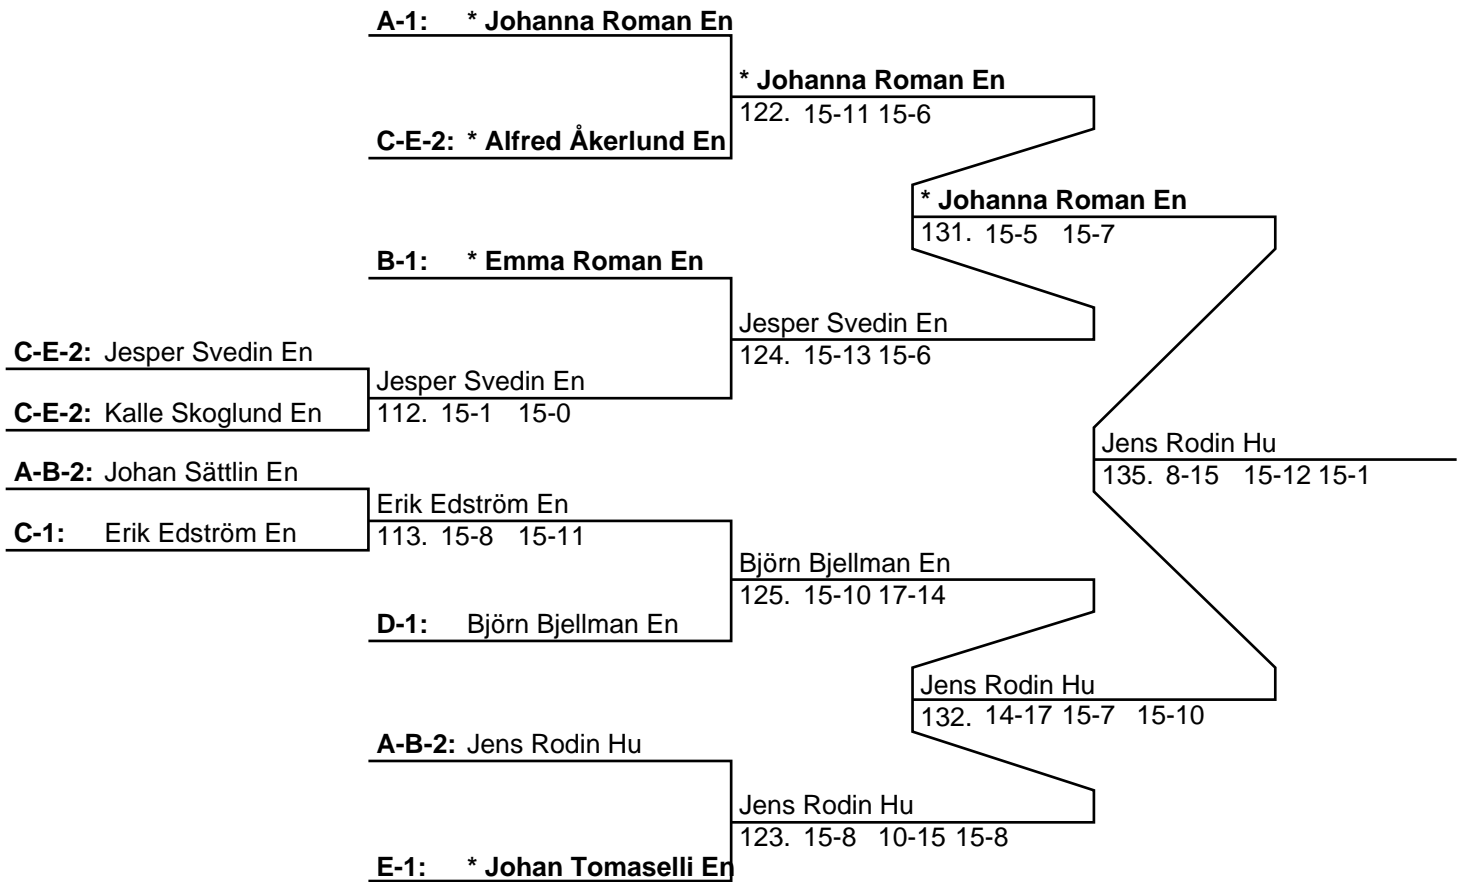 A-1: * Johanna Roman En
* Johanna Roman En
122. 15-11 15-6
C-E-2: * Alfred Åkerlund En
* Johanna Roman En
131. 15-5 15-7
B-1: * Emma Roman En
Jesper Svedin En
124. 15-13 15-6
C-E-2: Jesper Svedin En
Jesper Svedin En
112. 15-1 15-0
C-E-2: Kalle Skoglund En
Jens Rodin Hu
135. 8-15 15-12 15-1
A-B-2: Johan Sättlin En
Erik Edström En
113. 15-8 15-11
C-1: Erik Edström En
Björn Bjellman En
125. 15-10 17-14
D-1: Björn Bjellman En
Jens Rodin Hu
132. 14-17 15-7 15-10
A-B-2: Jens Rodin Hu
Jens Rodin Hu
123. 15-8 10-15 15-8
E-1: * Johan Tomaselli En